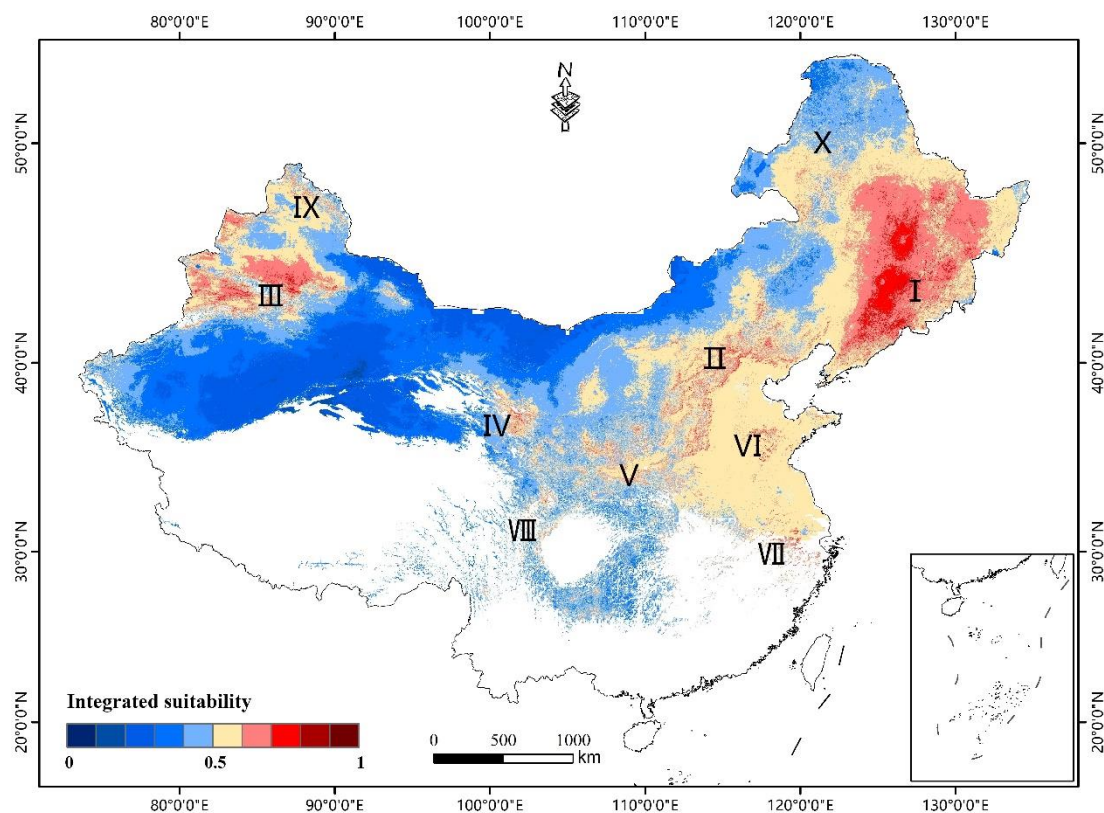 80°0'0"E 90°0'0"E 100°0'0"E 110°0'0"E 120°0'0"E 130°0'0"E
N
50°0'0"N 50°0'0"N
X
IX
III
I
40°0'0"N 40°0'0"N
II
IV
VI
V
VIII
VII
30°0'0"N 30°0'0"N
Integrated suitability
20°0'0"N 20°0'0"N
0 500 1000
km
0 0.5 1
80°0'0"E 90°0'0"E 100°0'0"E 110°0'0"E 120°0'0"E 130°0'0"E